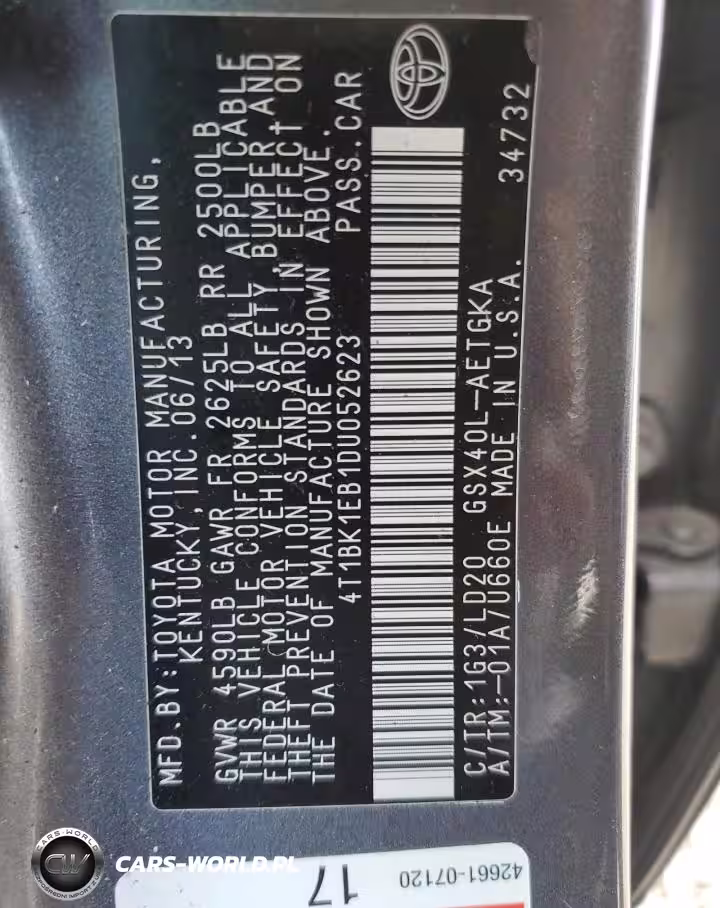 MFD.BY:TOYOTA MOTOR MANUFACTURING,
KENTUCKY, INC.06/13
GVWR 4590LB GAWR FR 2625LB RR 2500LB
THIS VEHICLE CONFORMS TO ALL APPLICABLE
FEDERAL MOTOR VEHICLE SAFETY, BUMPER AND
THEFT PREVENTION STANDARDS IN EFFECT ON
THE DATE OF MANUFACTURE SHOWN ABOVE.
4T1BK1EB1DU052623 PASS.CAR
C/TR:1G3/LD20 GSX40L-AETGKA
A/TM:-01A/U660E MADE IN U.S.A. 34732
42661-07120
17
CARS-WORLD
CW
CARS-WORLD.PL